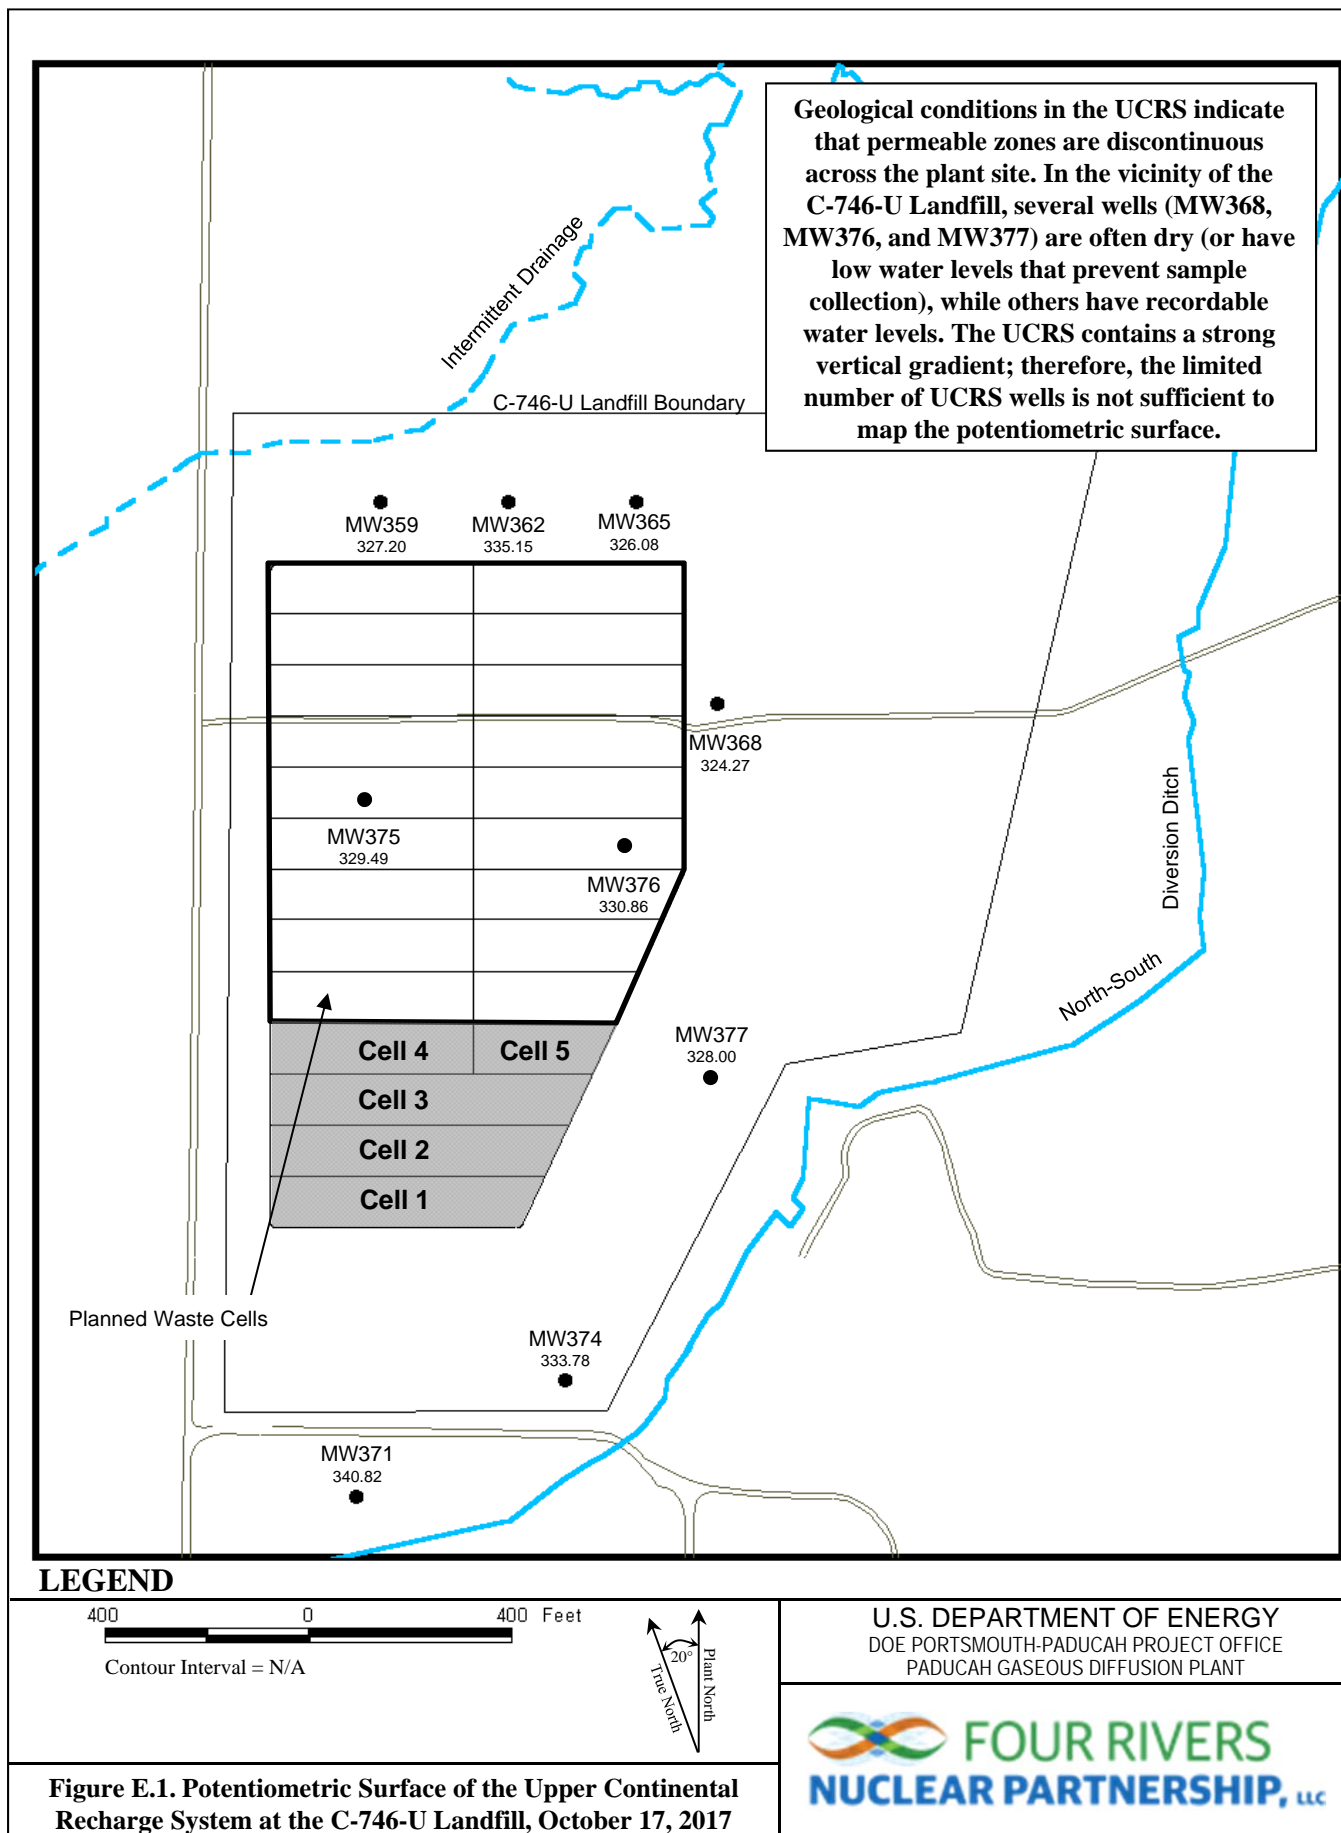 Geological conditions in the UCRS indicate
that permeable zones are discontinuous
across the plant site. In the vicinity of the
C-746-U Landfill, several wells (MW368,
MW376, and MW377) are often dry (or have
low water levels that prevent sample
collection), while others have recordable
water levels. The UCRS contains a strong
vertical gradient; therefore, the limited
number of UCRS wells is not sufficient to
map the potentiometric surface.
Intermittent Drainage
C-746-U Landfill Boundary
MW359
327.20
MW362
335.15
MW365
326.08
MW368
324.27
MW375
329.49
MW376
330.86
Diversion Ditch
North-South
MW377
328.00
Cell 4
Cell 5
Cell 3
Cell 2
Cell 1
Planned Waste Cells
MW374
333.78
MW371
340.82
LEGEND
400 0 400 Feet
Contour Interval = N/A
20°
True North
Plant North
U.S. DEPARTMENT OF ENERGY
DOE PORTSMOUTH-PADUCAH PROJECT OFFICE
PADUCAH GASEOUS DIFFUSION PLANT
FOUR RIVERS
NUCLEAR PARTNERSHIP, LLC
Figure E.1. Potentiometric Surface of the Upper Continental
Recharge System at the C-746-U Landfill, October 17, 2017